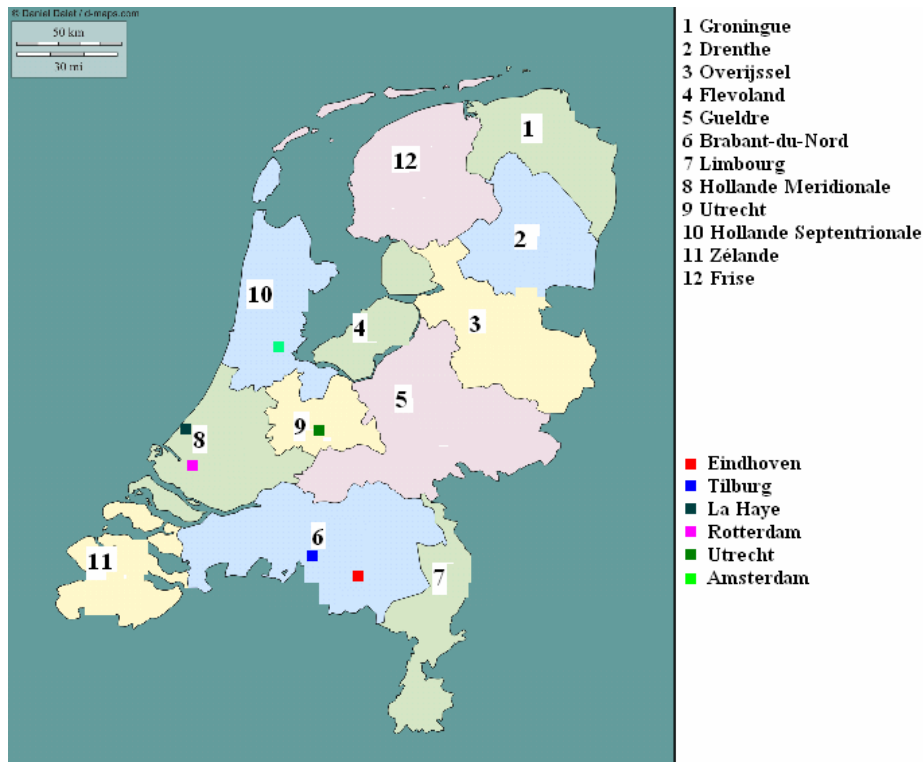 © Daniel Dalet / d-maps.com
50 km
30 mi
1 Groningue
2 Drenthe
3 Overijssel
4 Flevoland
5 Gueldre
6 Brabant-du-Nord
7 Limbourg
8 Hollande Meridionale
9 Utrecht
10 Hollande Septentrionale
11 Zélande
12 Frise
1
12
2
10
3
4
5
9
8
6
11
7
Eindhoven
Tilburg
La Haye
Rotterdam
Utrecht
Amsterdam